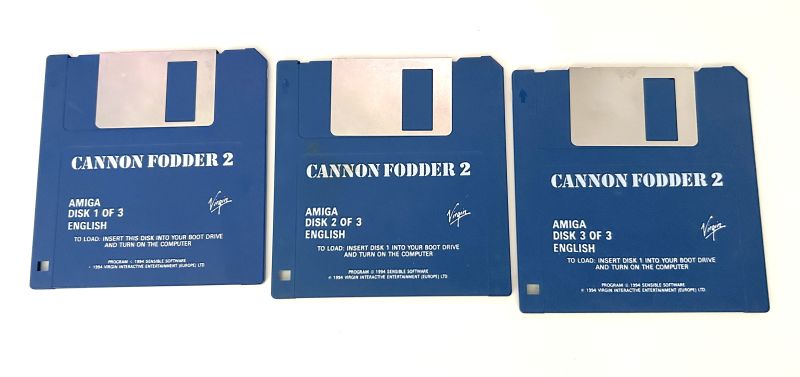 CANNON FODDER 2
AMIGA
DISK 1 OF 3
ENGLISH
Virgin
TO LOAD: INSERT THIS DISK INTO YOUR BOOT DRIVE
AND TURN ON THE COMPUTER
PROGRAM © 1994 SENSIBLE SOFTWARE
© 1994 VIRGIN INTERACTIVE ENTERTAINMENT (EUROPE) LTD.
CANNON FODDER 2
AMIGA
DISK 2 OF 3
ENGLISH
Virgin
TO LOAD: INSERT DISK 1 INTO YOUR BOOT DRIVE
AND TURN ON THE COMPUTER
PROGRAM © 1994 SENSIBLE SOFTWARE
© 1994 VIRGIN INTERACTIVE ENTERTAINMENT (EUROPE) LTD.
CANNON FODDER 2
AMIGA
DISK 3 OF 3
ENGLISH
Virgin
TO LOAD: INSERT DISK 1 INTO YOUR BOOT DRIVE
AND TURN ON THE COMPUTER
PROGRAM © 1994 SENSIBLE SOFTWARE
© 1994 VIRGIN INTERACTIVE ENTERTAINMENT (EUROPE) LTD.